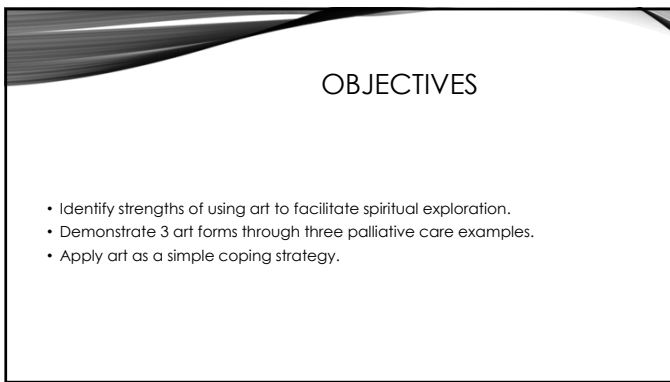 OBJECTIVES
• Identify strengths of using art to facilitate spiritual exploration.
• Demonstrate 3 art forms through three palliative care examples.
• Apply art as a simple coping strategy.